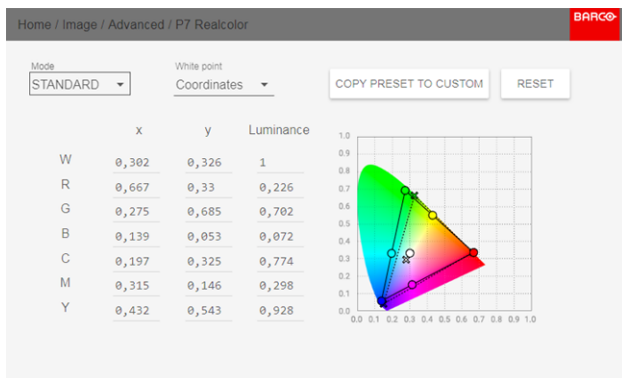 Home / Image / Advanced / P7 Realcolor
BARCO
Mode
White point
STANDARD
Coordinates
COPY PRESET TO CUSTOM
RESET
x y Luminance
W 0,302 0,326 1
R 0,667 0,33 0,226
G 0,275 0,685 0,702
B 0,139 0,053 0,072
C 0,197 0,325 0,774
M 0,315 0,146 0,298
Y 0,432 0,543 0,928
1.0
0.9
0.8
0.7
0.6
0.5
0.4
0.3
0.2
0.1
0.0
0.0 0.1 0.2 0.3 0.4 0.5 0.6 0.7 0.8 0.9 1.0